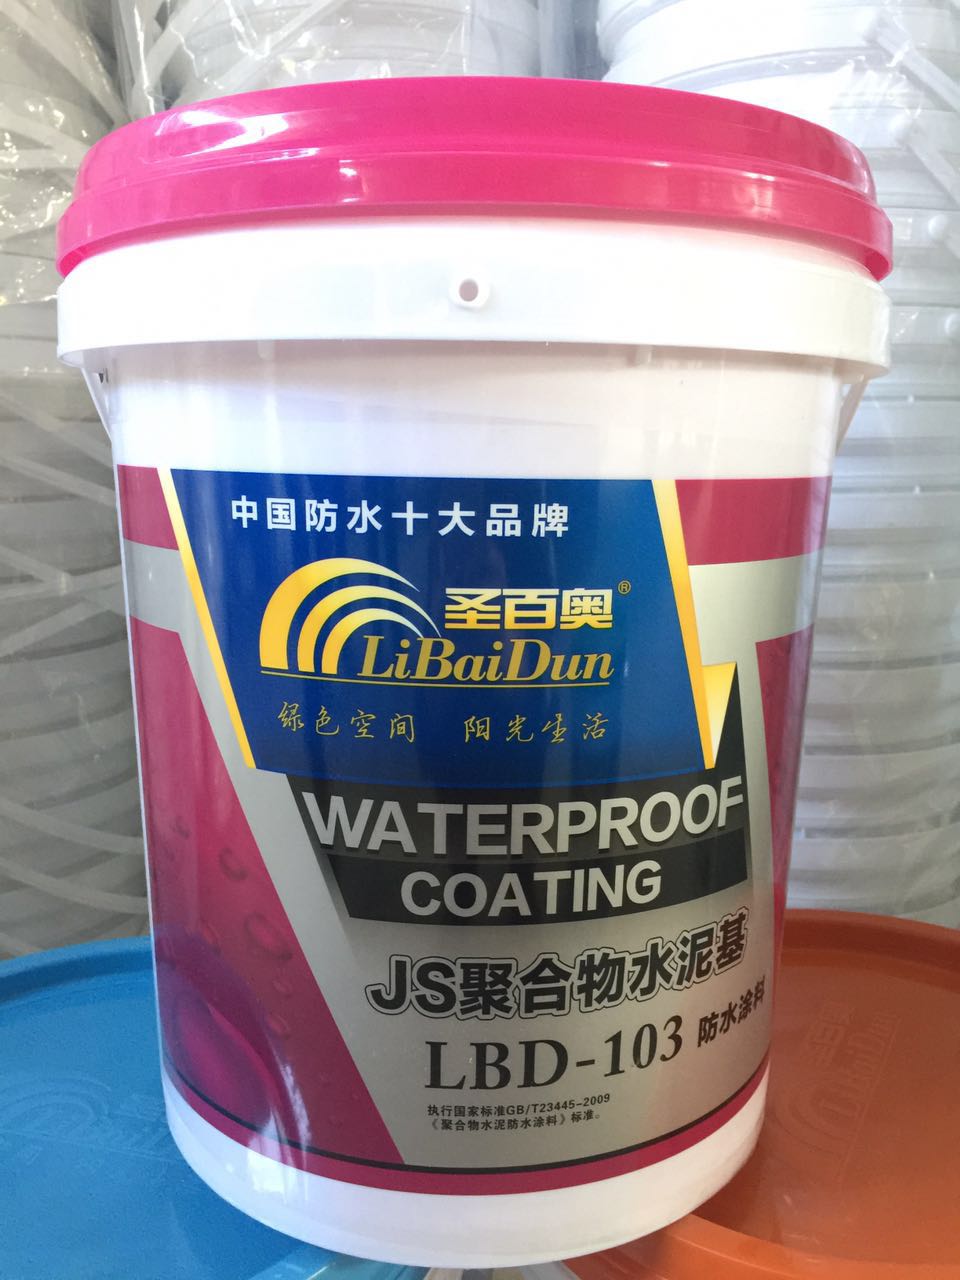 中国防水十大品牌
圣百奥®
LiBaiDun
绿色空间 阳光生活
WATERPROOF
COATING
JS聚合物水泥基
LBD-103 防水涂料
执行国家标准GB/T23445-2009
《聚合物水泥防水涂料》标准。